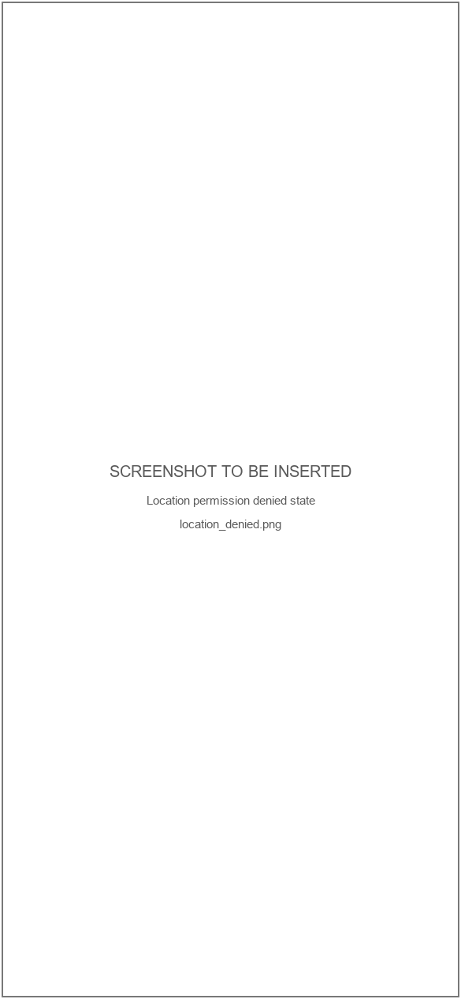 SCREENSHOT TO BE INSERTED
Location permission denied state
location_denied.png